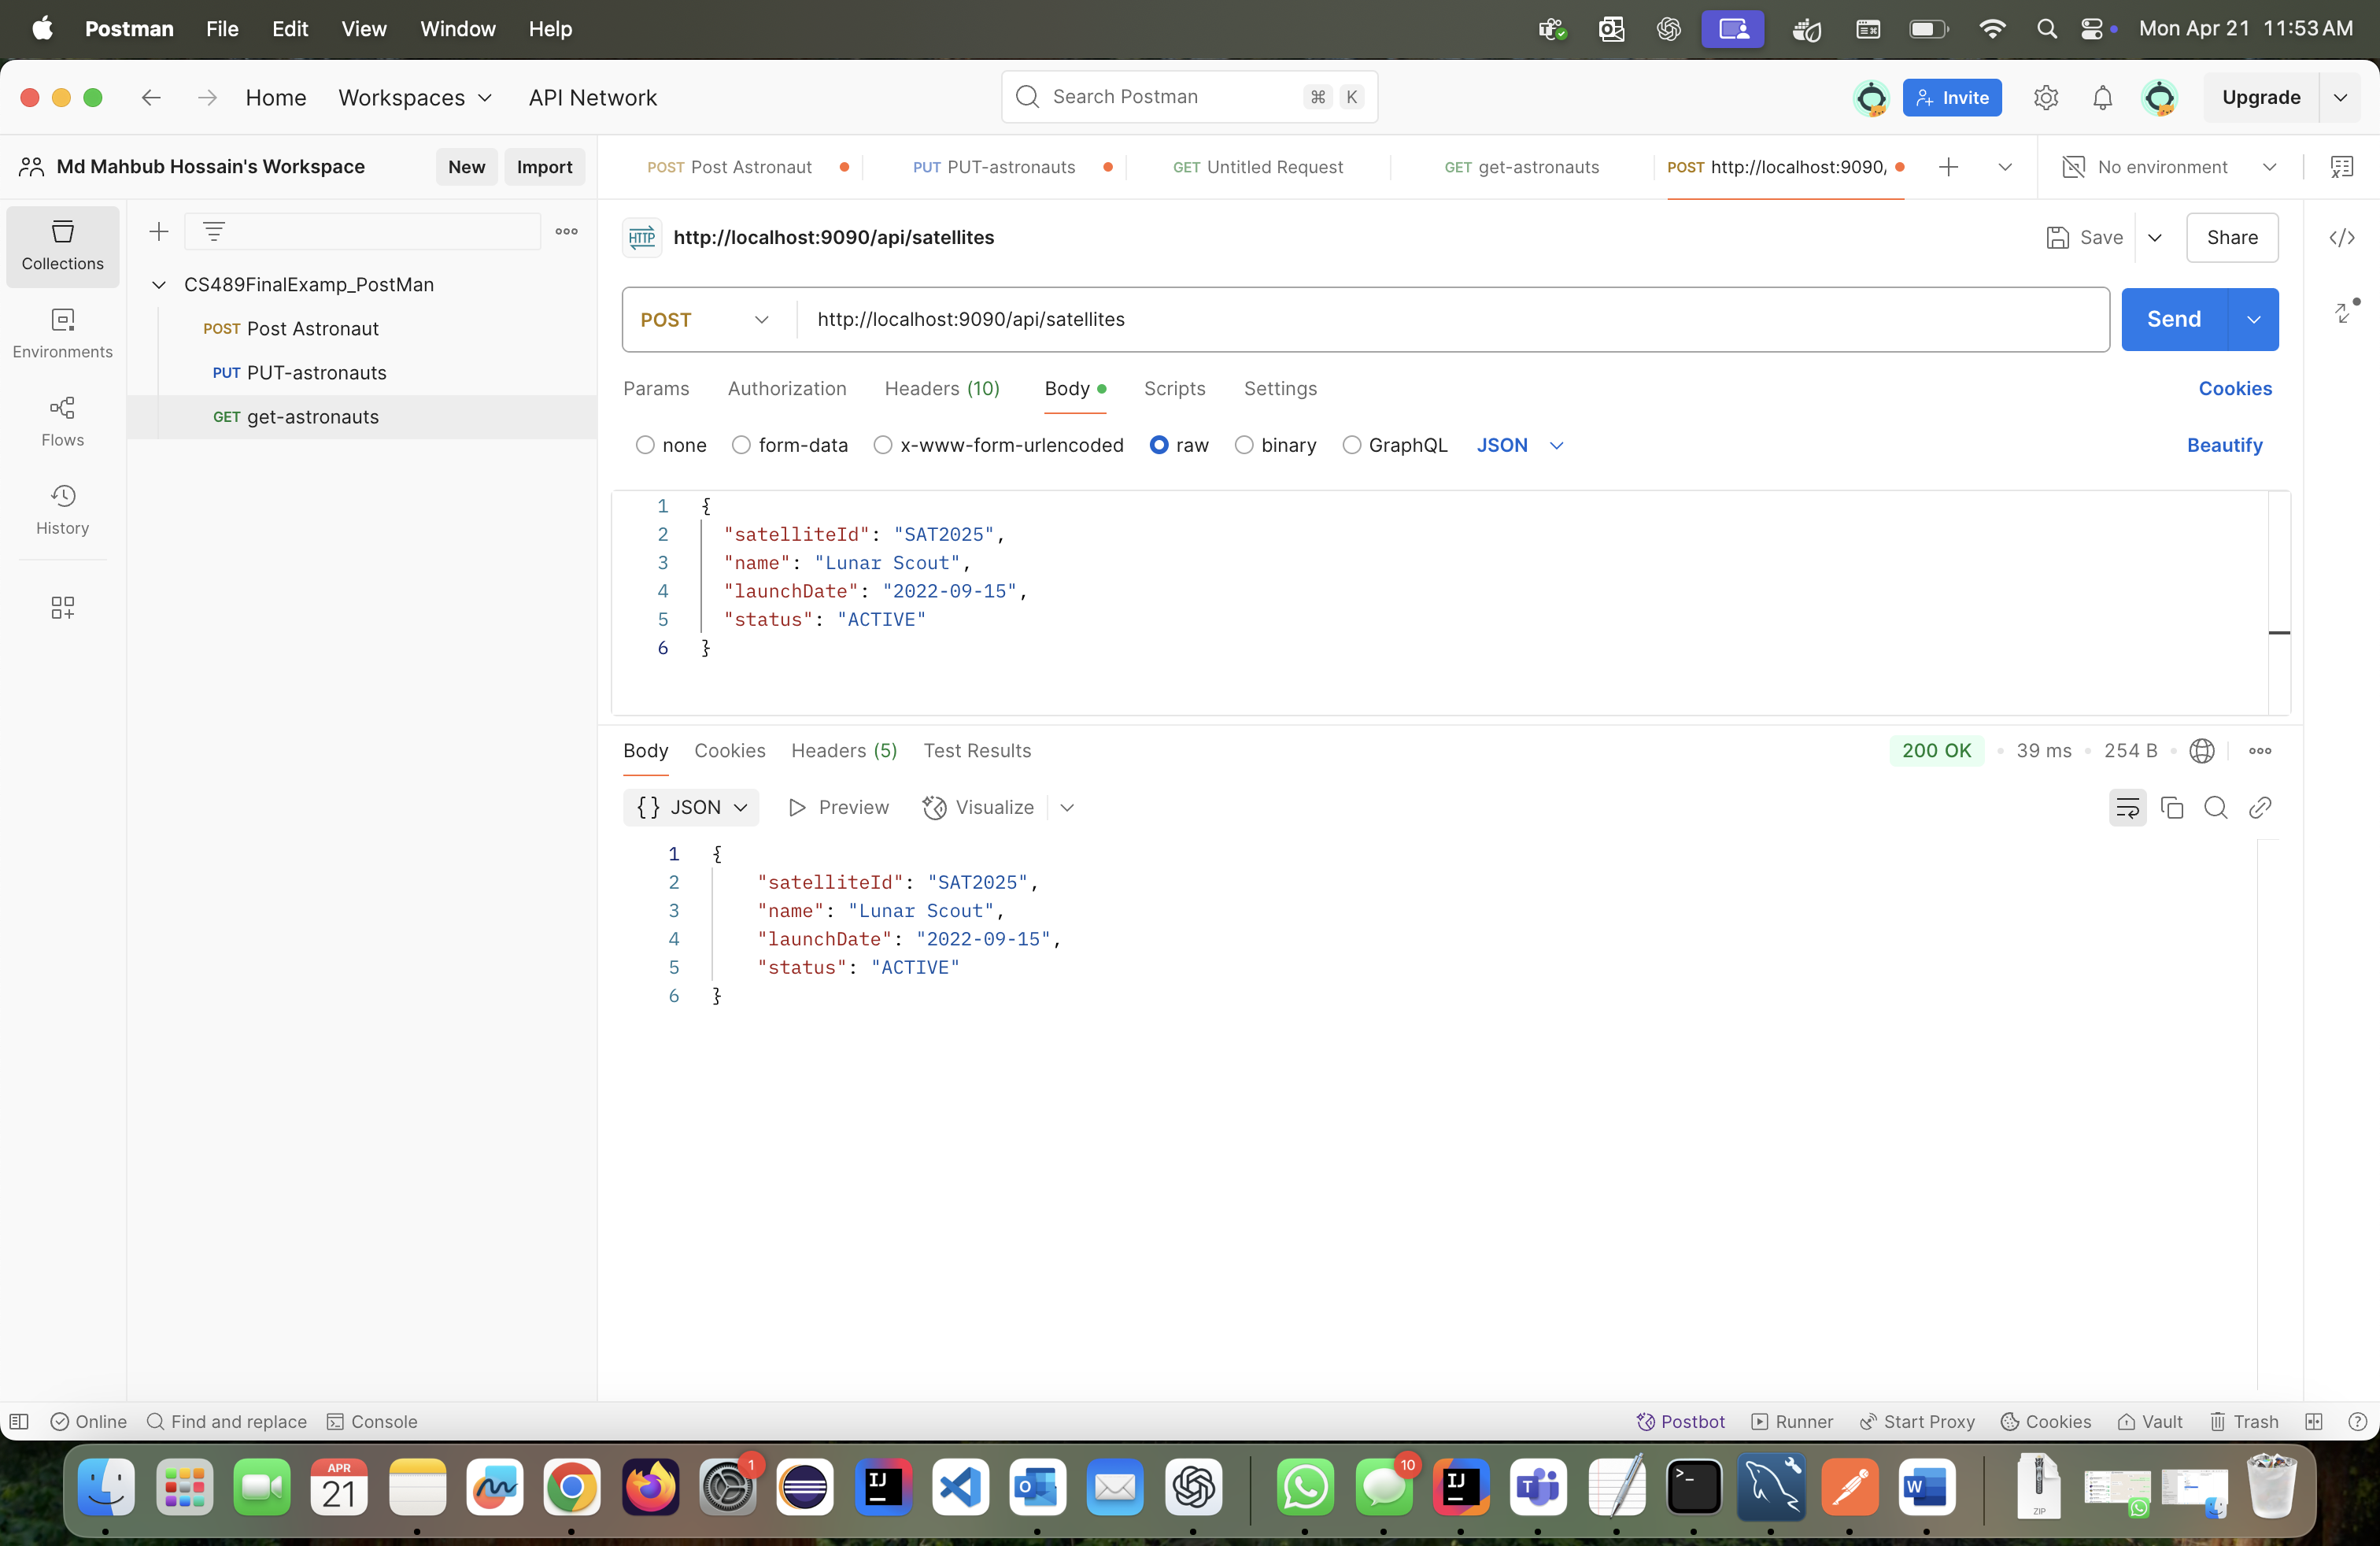 Postman File Edit View Window Help Mon Apr 21 11:53 AM
Home Workspaces API Network Search Postman ⌘ K Invite Upgrade
Md Mahbub Hossain's Workspace New Import POST Post Astronaut PUT PUT-astronauts GET Untitled Request GET get-astronauts POST http://localhost:9090, No environment
Collections
Environments
Flows
History
CS489FinalExamp_PostMan
POST Post Astronaut
PUT PUT-astronauts
GET get-astronauts
HTTP http://localhost:9090/api/satellites Save Share
POST http://localhost:9090/api/satellites Send
Params Authorization Headers (10) Body Scripts Settings Cookies
none form-data x-www-form-urlencoded raw binary GraphQL JSON Beautify
1 {
2 "satelliteId": "SAT2025",
3 "name": "Lunar Scout",
4 "launchDate": "2022-09-15",
5 "status": "ACTIVE"
6 }
Body Cookies Headers (5) Test Results 200 OK 39 ms 254 B
{} JSON Preview Visualize
1 {
2 "satelliteId": "SAT2025",
3 "name": "Lunar Scout",
4 "launchDate": "2022-09-15",
5 "status": "ACTIVE"
6 }
Online Find and replace Console Postbot Runner Start Proxy Cookies Vault Trash
APR
21
1
IJ
O
10
IJ
T
>_
W
ZIP